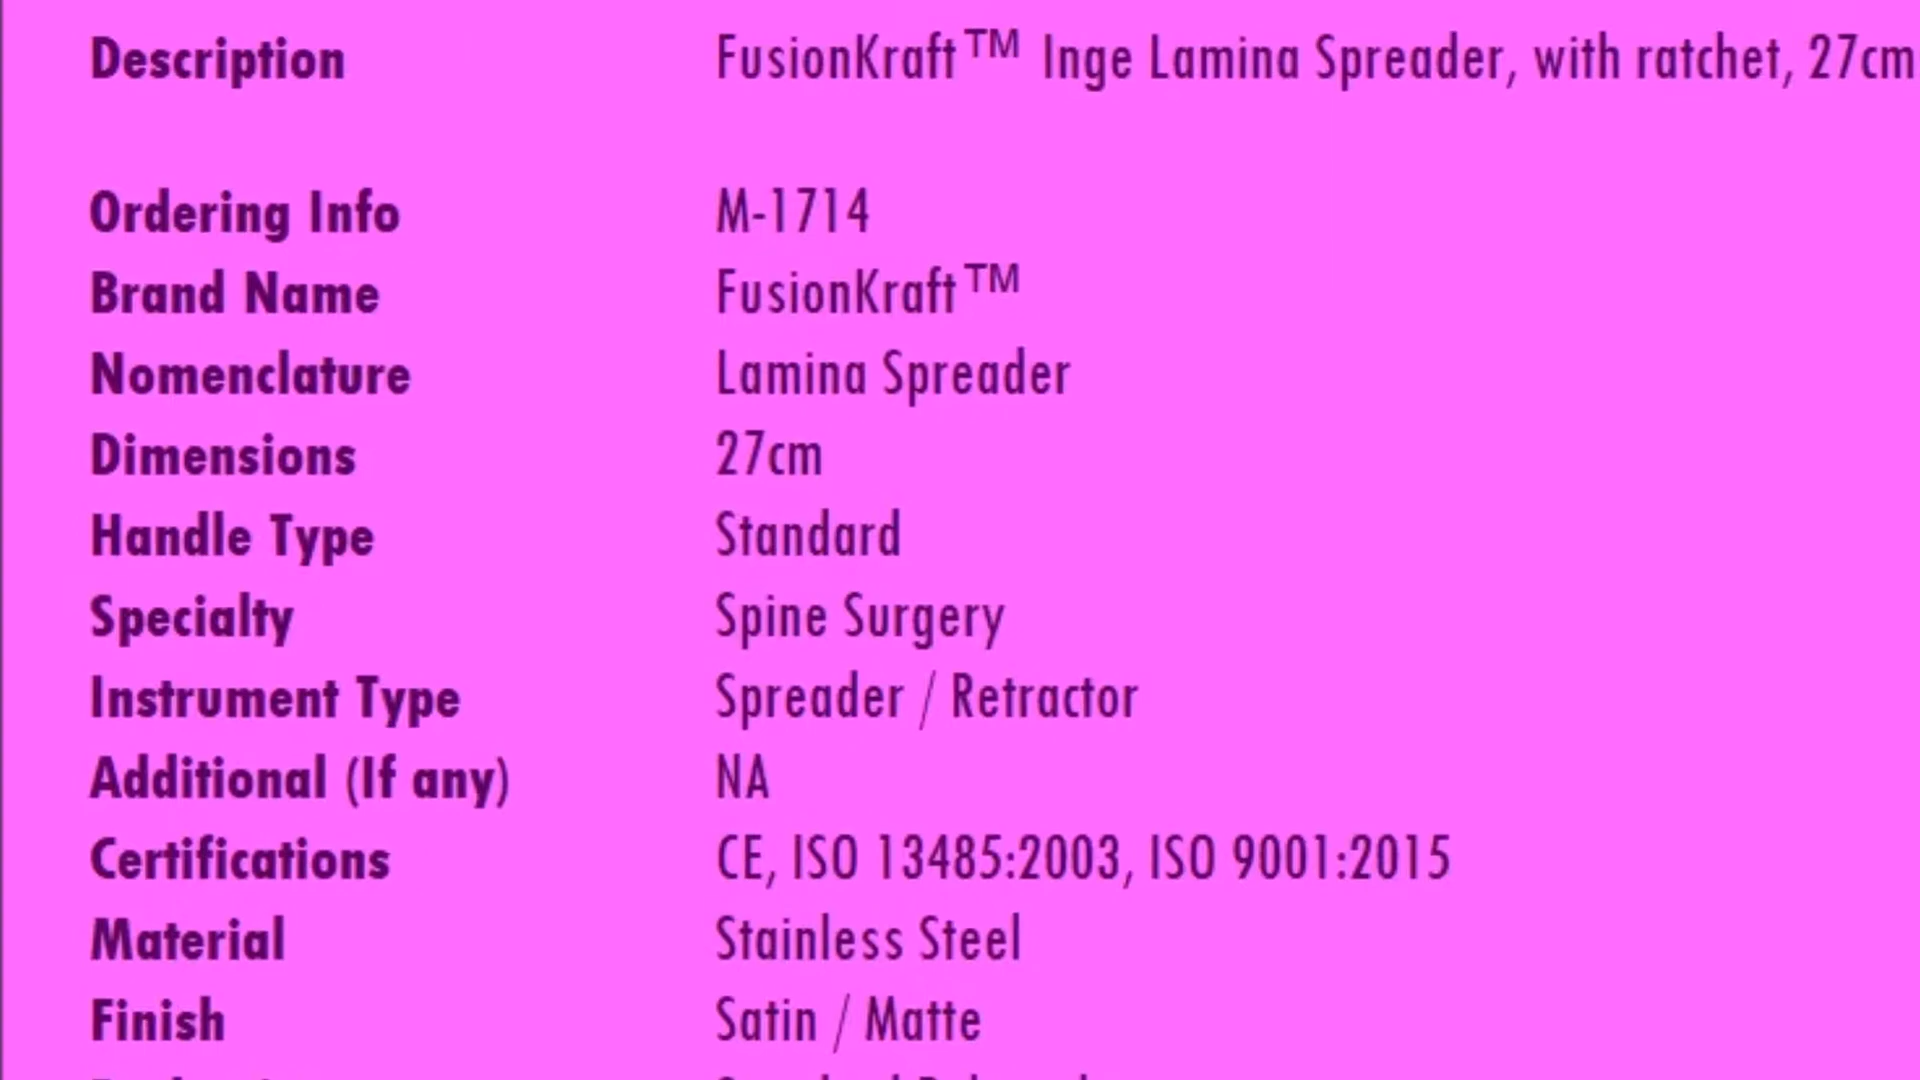 Description FusionKraft™ Inge Lamina Spreader, with ratchet, 27cm
Ordering Info M-1714
Brand Name FusionKraft™
Nomenclature Lamina Spreader
Dimensions 27cm
Handle Type Standard
Specialty Spine Surgery
Instrument Type Spreader / Retractor
Additional (If any) NA
Certifications CE, ISO 13485:2003, ISO 9001:2015
Material Stainless Steel
Finish Satin / Matte